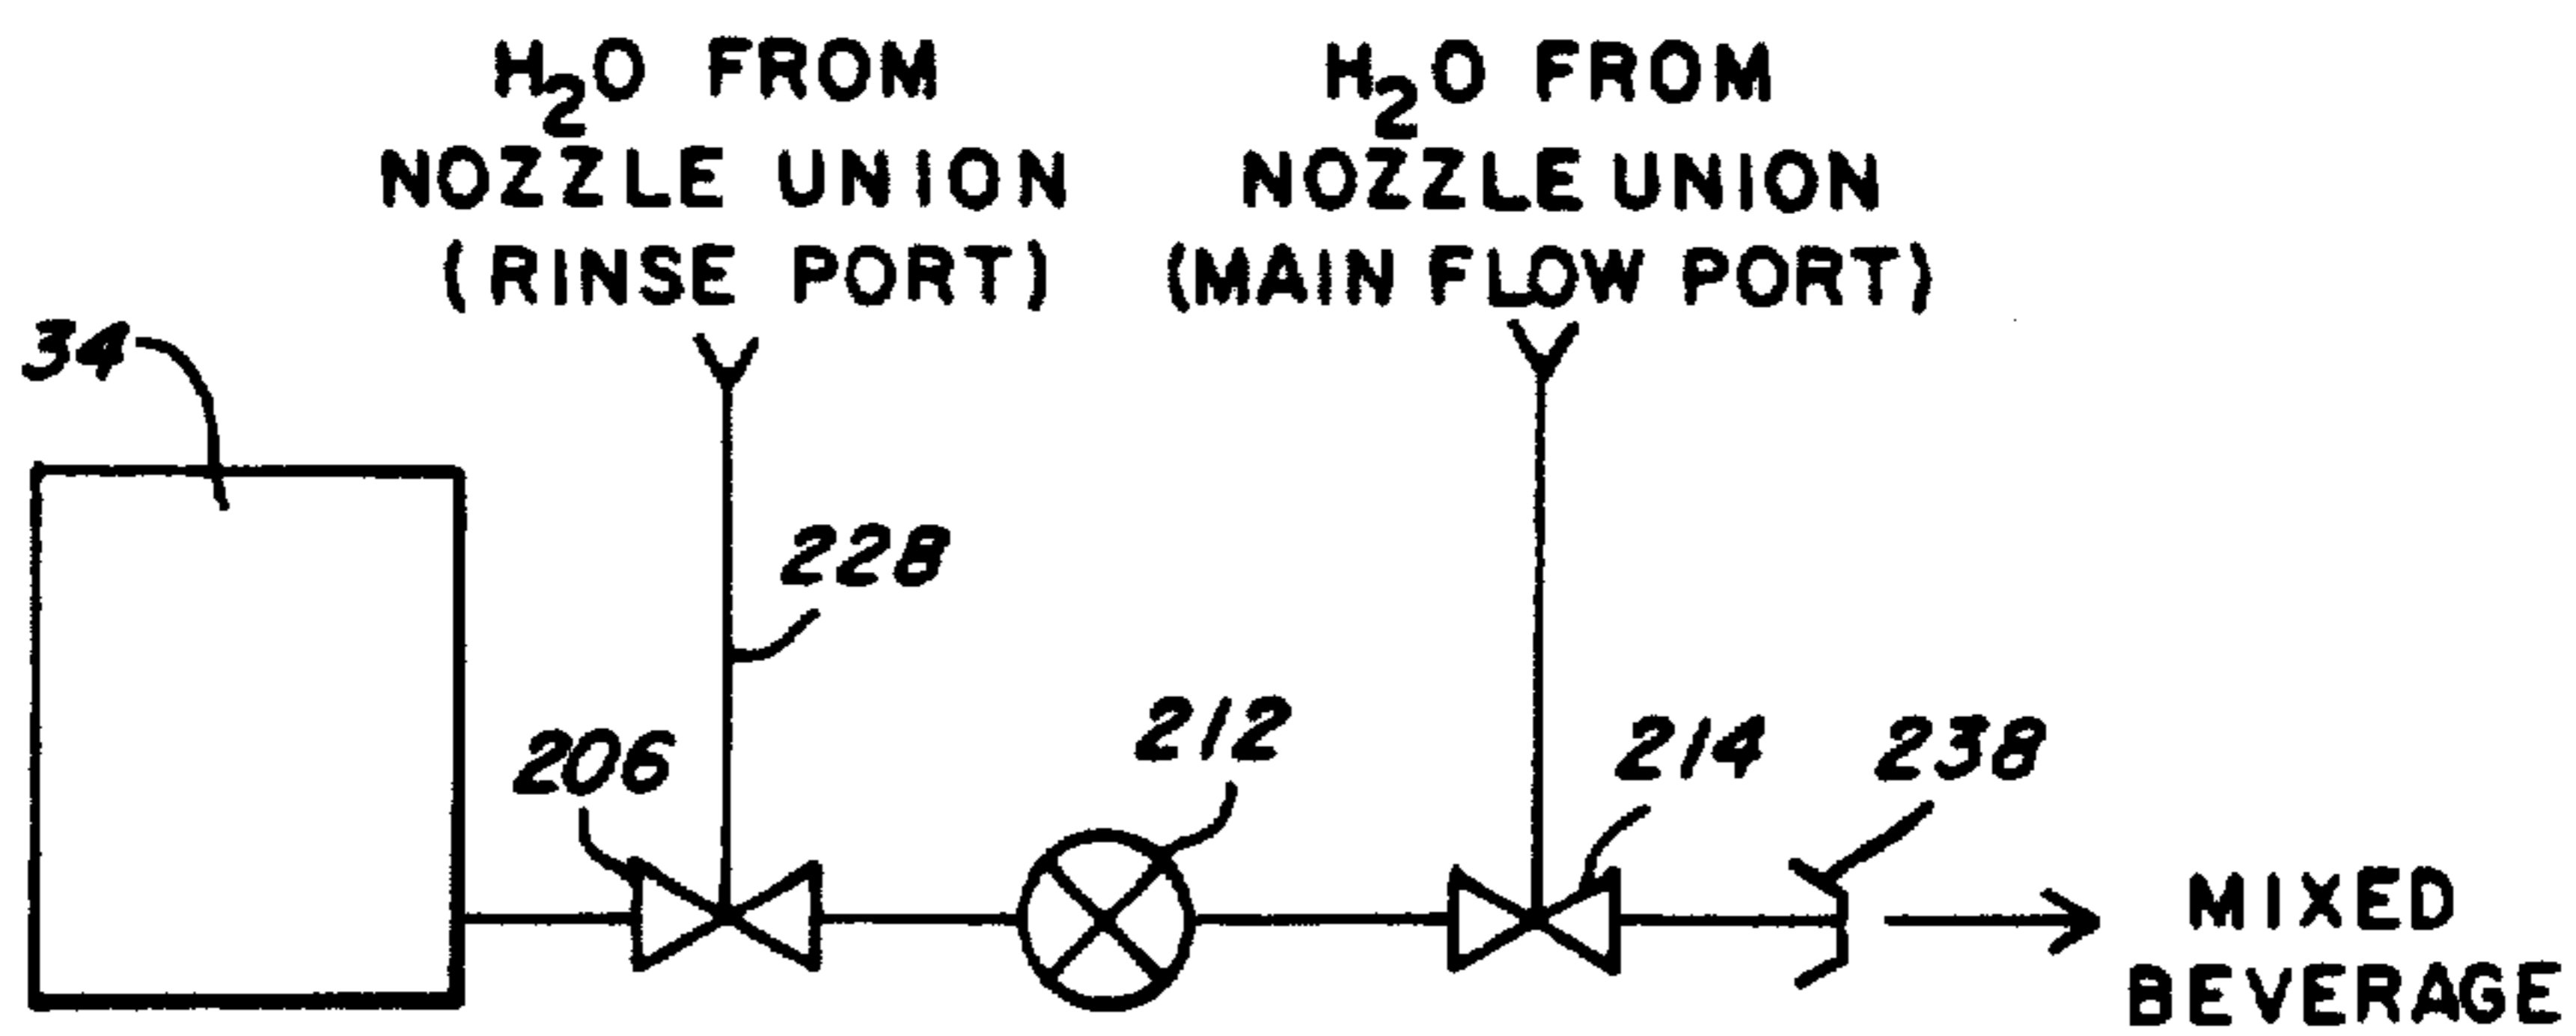 H₂O FROM
NOZZLE UNION
(RINSE PORT)
H₂O FROM
NOZZLE UNION
(MAIN FLOW PORT)
34
228
206
212
214
238
MIXED
BEVERAGE